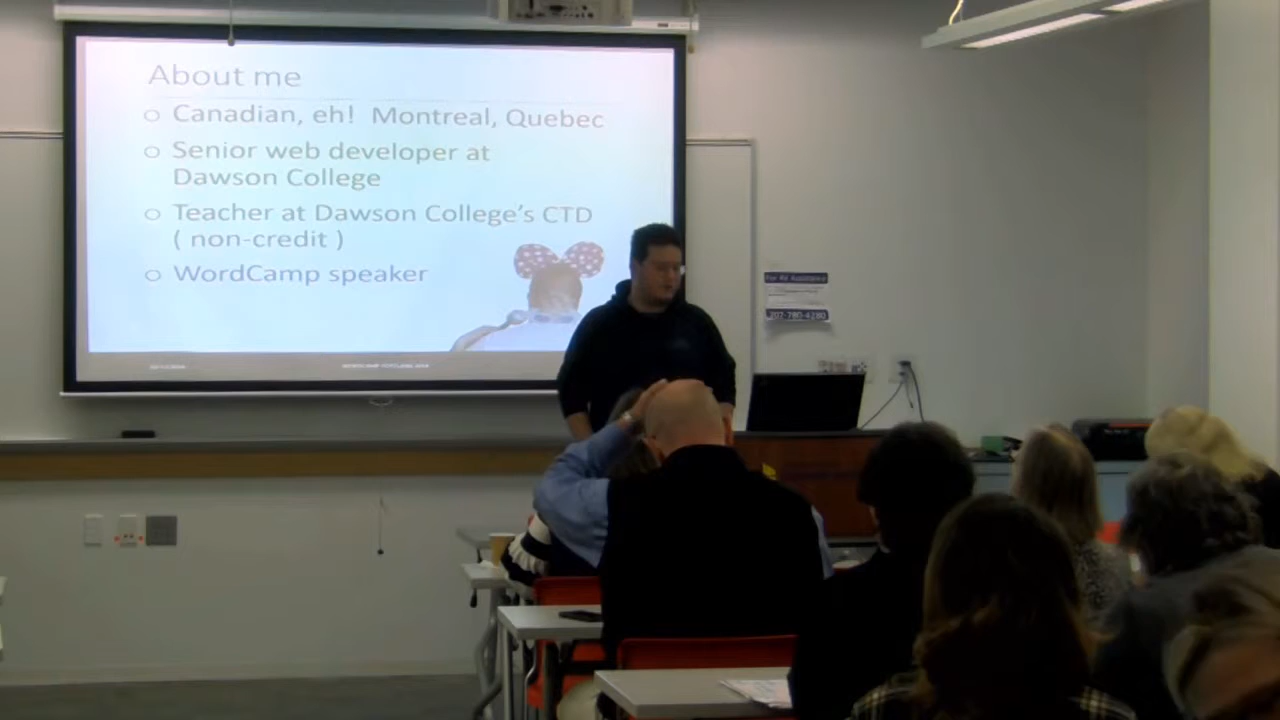 About me
Canadian, eh! Montreal, Quebec
Senior web developer at
Dawson College
Teacher at Dawson College's CTD
( non-credit )
WordCamp speaker
For AV Assistance
207-780-4280